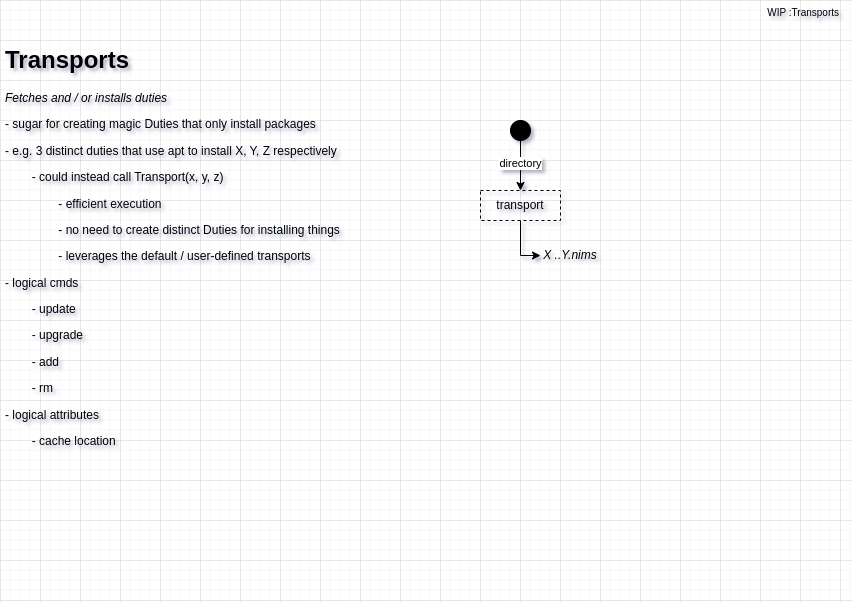 WIP :Transports
Transports
Fetches and / or installs duties
- sugar for creating magic Duties that only install packages
- e.g. 3 distinct duties that use apt to install X, Y, Z respectively
- could instead call Transport(x, y, z)
- efficient execution
- no need to create distinct Duties for installing things
- leverages the default / user-defined transports
- logical cmds
- update
- upgrade
- add
- rm
- logical attributes
- cache location
directory
transport
X ..Y.nims